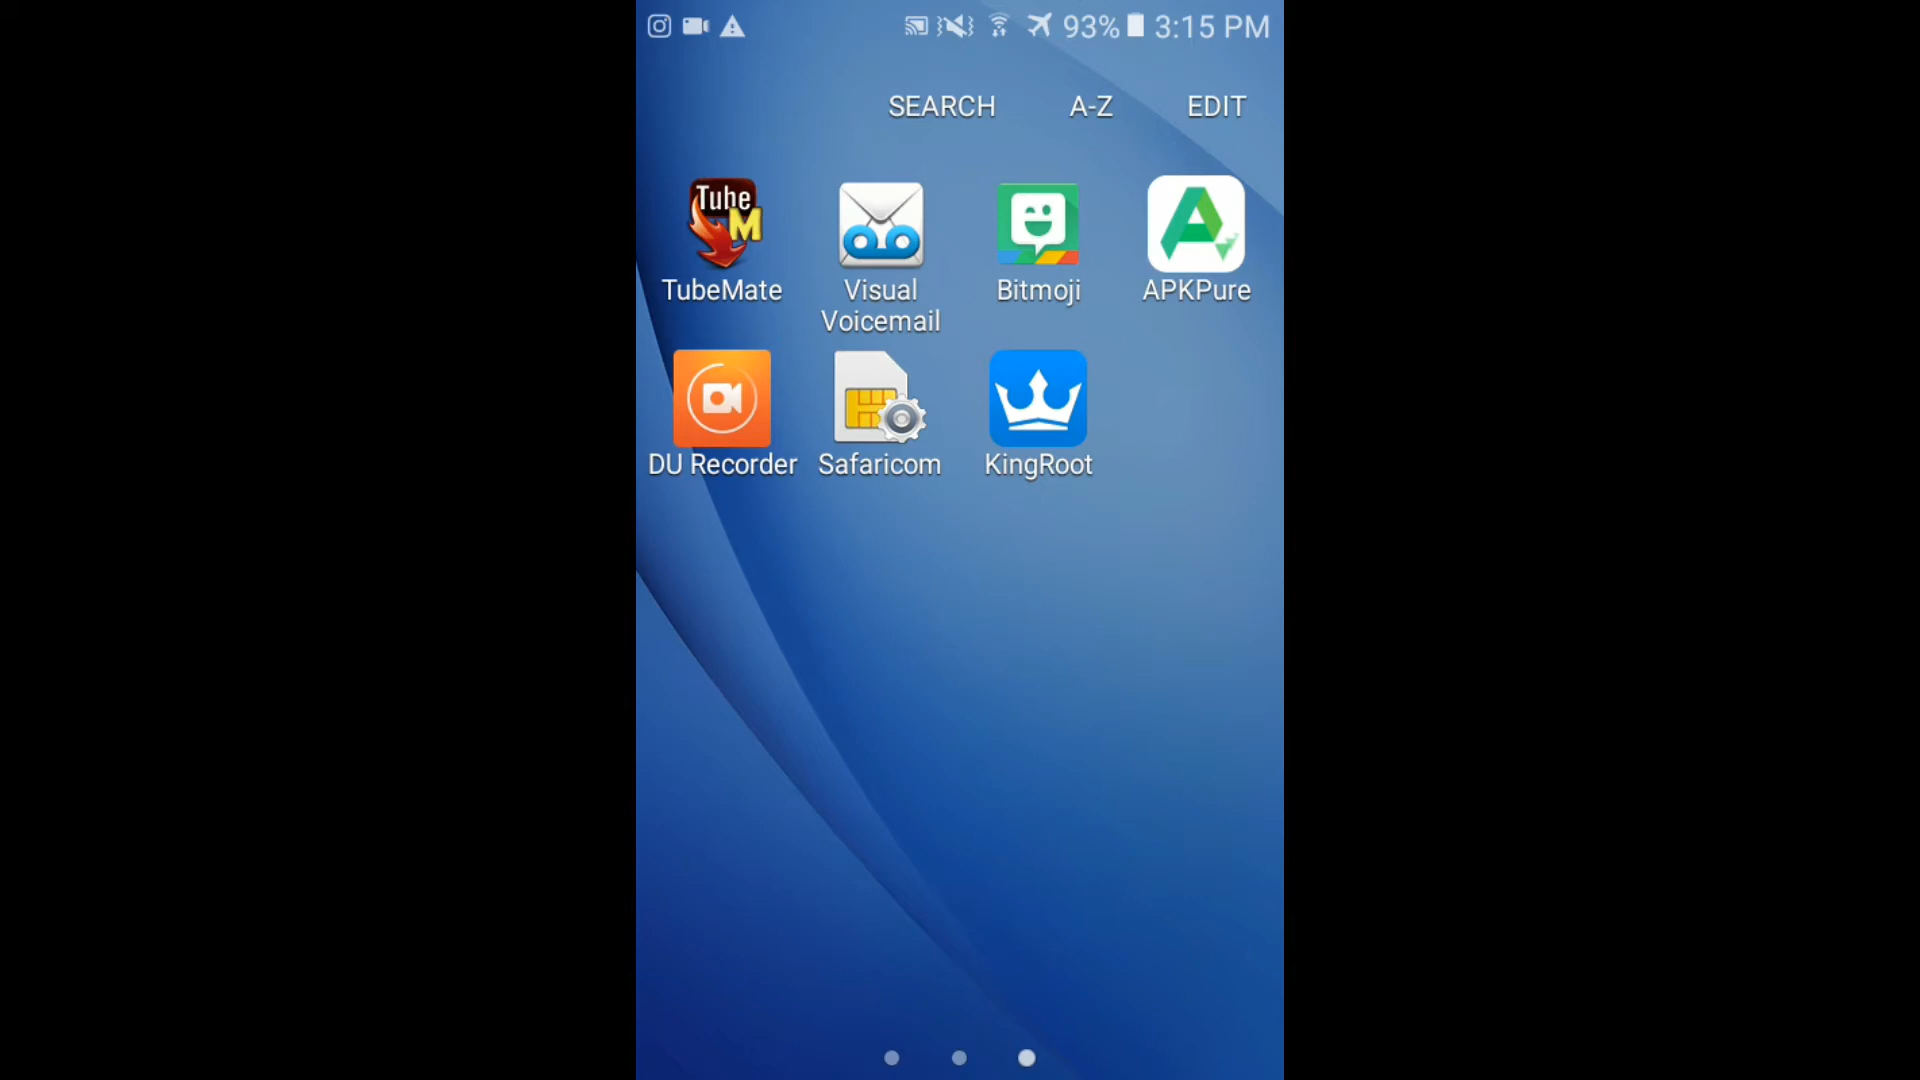 93% 3:15 PM
SEARCH A-Z EDIT
Tube
M
TubeMate Visual Voicemail Bitmoji APKPure
DU Recorder Safaricom KingRoot